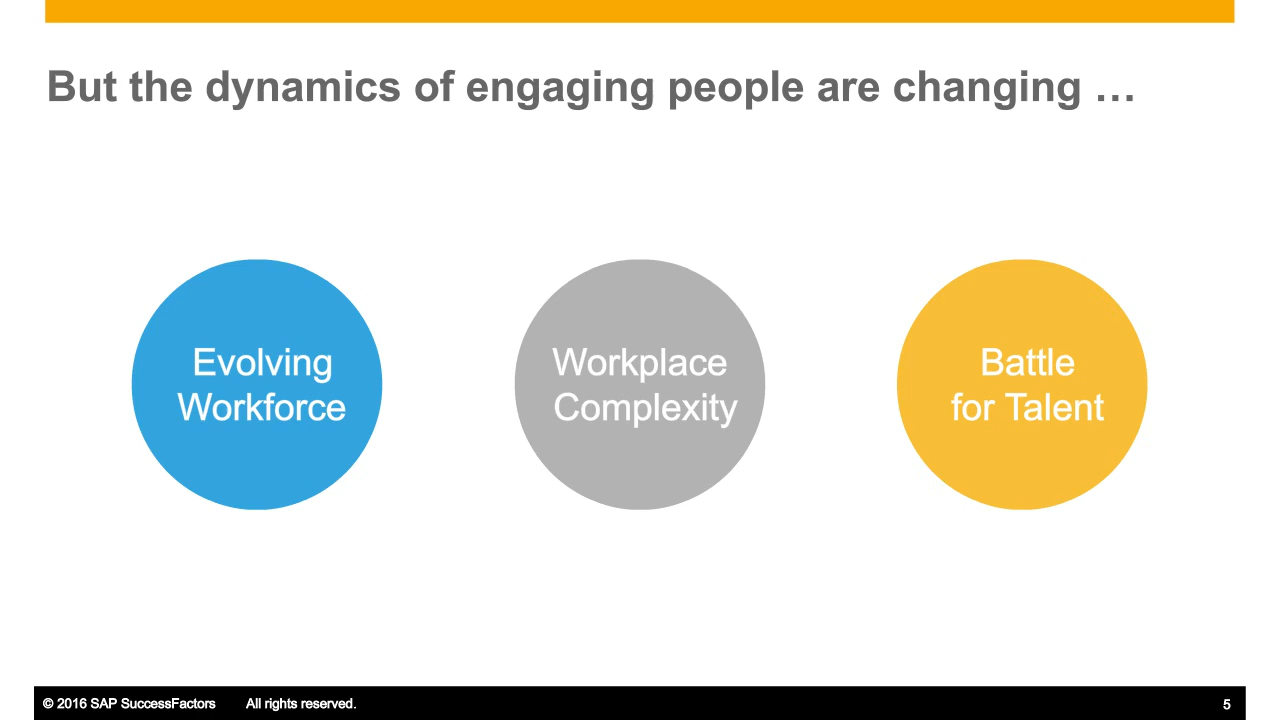 But the dynamics of engaging people are changing …
Evolving
Workforce
Workplace
Complexity
Battle
for Talent
© 2016 SAP SuccessFactors All rights reserved.
5